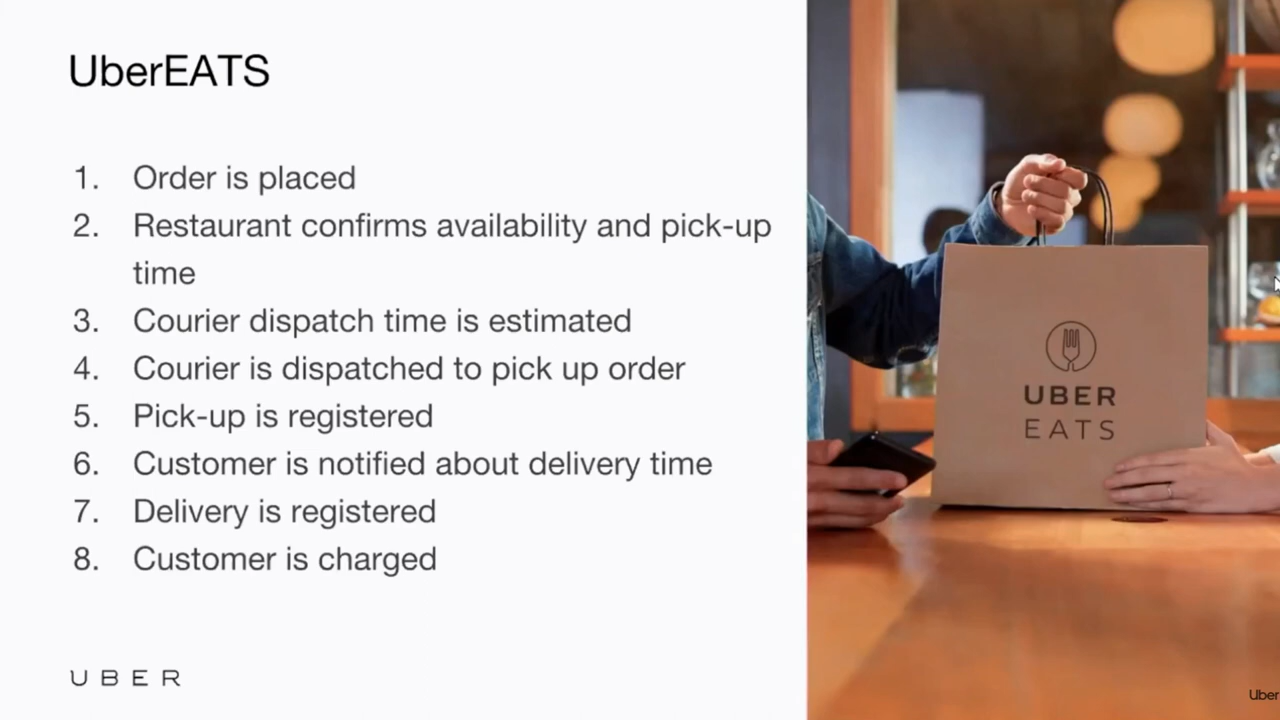 UberEATS
1. Order is placed
2. Restaurant confirms availability and pick-up
time
3. Courier dispatch time is estimated
4. Courier is dispatched to pick up order
5. Pick-up is registered
6. Customer is notified about delivery time
7. Delivery is registered
8. Customer is charged
UBER
UBER
EATS
Uber